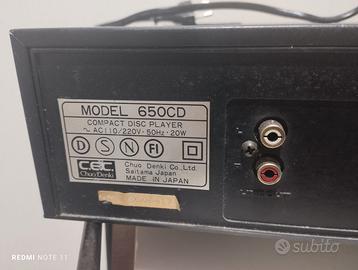 MODEL 650CD
COMPACT DISC PLAYER
~ AC110/220V · 50Hz · 20W
D S N FI
C.E.C.
Chuo Denki
Chuo Denki Co., Ltd.
Saitama Japan
MADE IN JAPAN
REDMI NOTE 11
subito